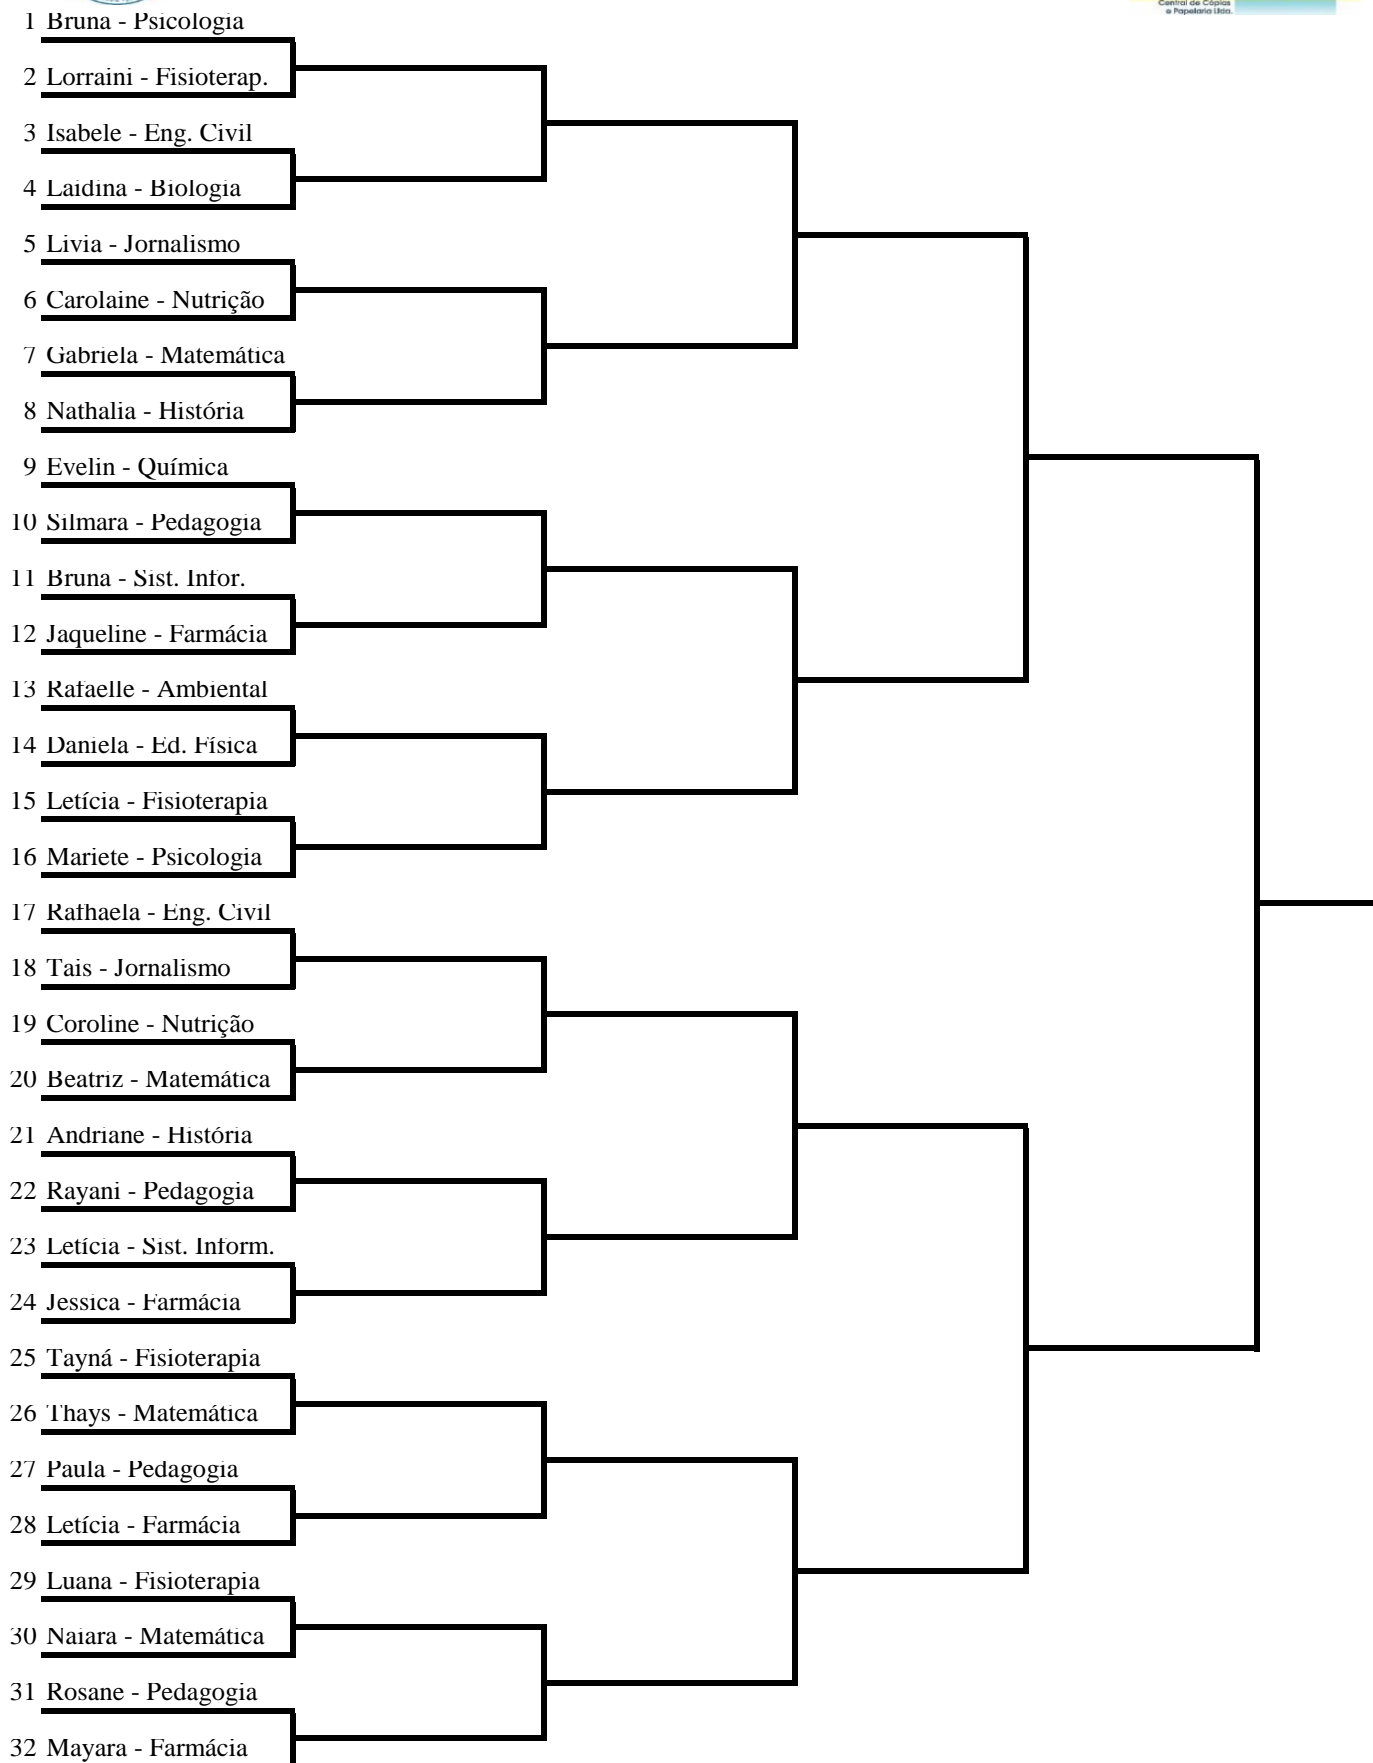 Central de Cópias
e Papelaria Ltda.
1 Bruna - Psicologia
2 Lorraini - Fisioterap.
3 Isabele - Eng. Civil
4 Laidina - Biologia
5 Livia - Jornalismo
6 Carolaine - Nutrição
7 Gabriela - Matemática
8 Nathalia - História
9 Evelin - Química
10 Silmara - Pedagogia
11 Bruna - Sist. Infor.
12 Jaqueline - Farmácia
13 Rafaelle - Ambiental
14 Daniela - Ed. Física
15 Letícia - Fisioterapia
16 Mariete - Psicologia
17 Rafhaela - Eng. Civil
18 Tais - Jornalismo
19 Coroline - Nutrição
20 Beatriz - Matemática
21 Andriane - História
22 Rayani - Pedagogia
23 Letícia - Sist. Inform.
24 Jessica - Farmácia
25 Tayná - Fisioterapia
26 Thays - Matemática
27 Paula - Pedagogia
28 Letícia - Farmácia
29 Luana - Fisioterapia
30 Naiara - Matemática
31 Rosane - Pedagogia
32 Mayara - Farmácia